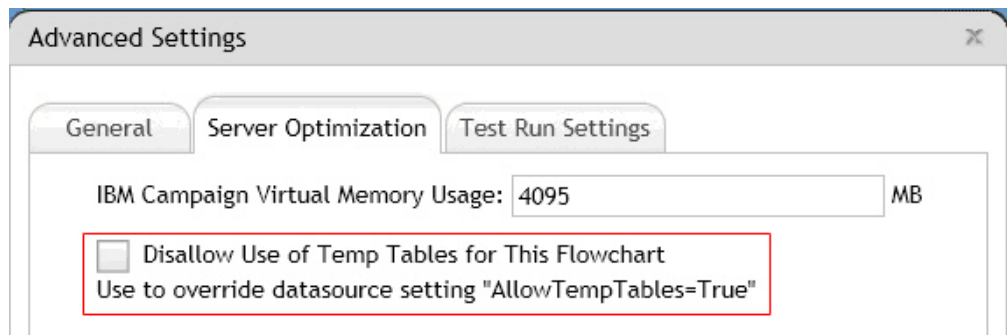 Advanced Settings
General Server Optimization Test Run Settings
IBM Campaign Virtual Memory Usage: 4095 MB
Disallow Use of Temp Tables for This Flowchart
Use to override datasource setting "AllowTempTables=True"